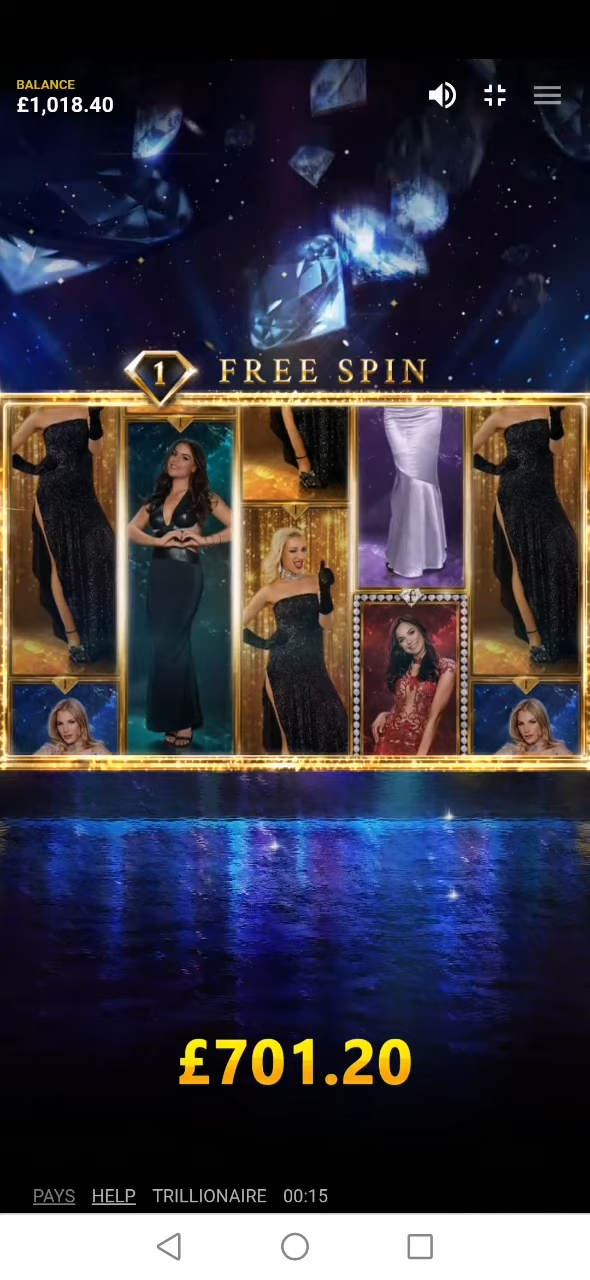 BALANCE
£1,018.40
1 FREE SPIN
£701.20
PAYS HELP TRILLIONAIRE 00:15